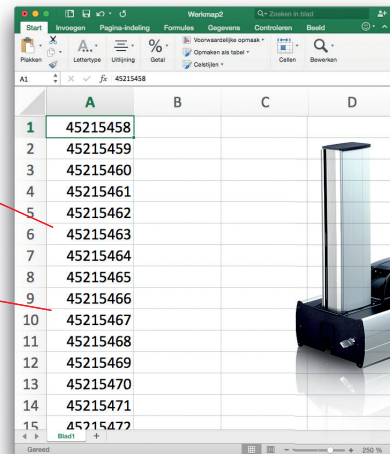 Werkmap2
Zoeken in blad
Start Invoegen Pagina-indeling Formules Gegevens Controleren Beeld
Plakken Lettertype Uitlijning Getal Voorwaardelijke opmaak Cellen Bewerken
Opmaken als tabel
Celstijlen
A1 fx 45215458
A B C D
1 45215458
2 45215459
3 45215460
4 45215461
5 45215462
6 45215463
7 45215464
8 45215465
9 45215466
10 45215467
11 45215468
12 45215469
13 45215470
14 45215471
15 45215472
Blad1 +
Gereed 250 %